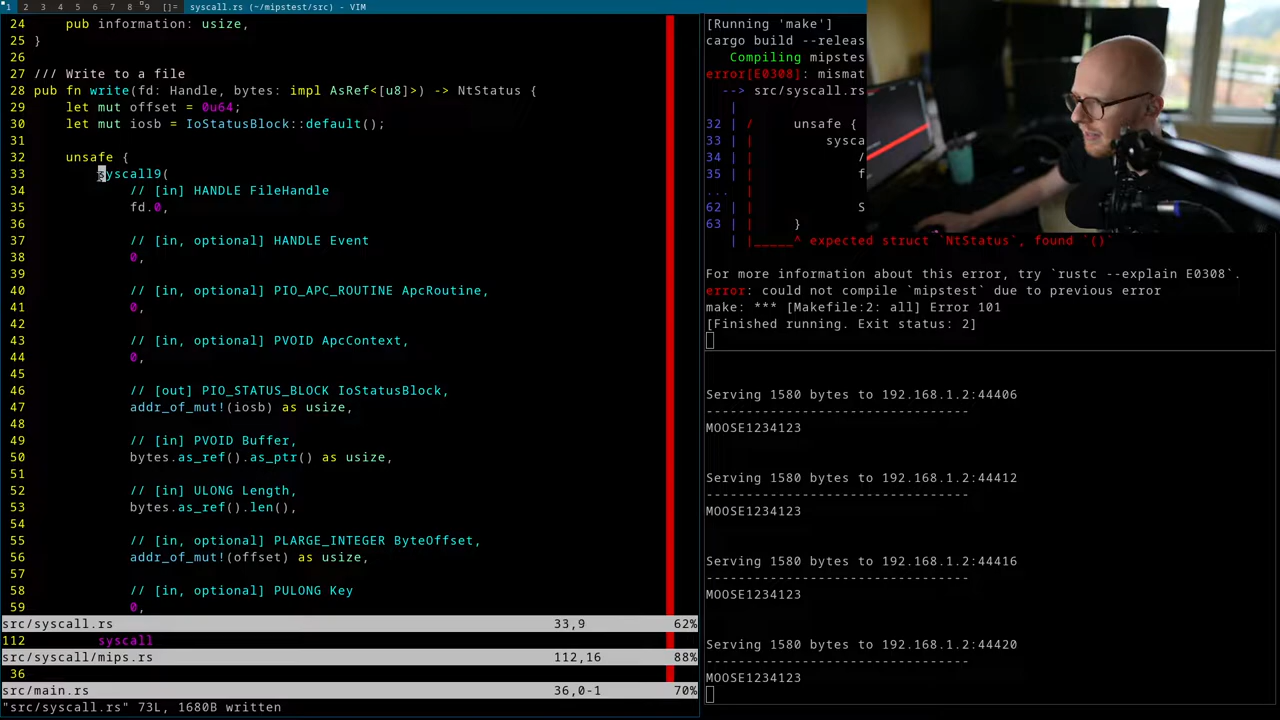 1 2 3 4 5 6 7 8 9 []= syscall.rs (~/mipstest/src) - VIM
24 pub information: usize,
25 }
26
27 /// Write to a file
28 pub fn write(fd: Handle, bytes: impl AsRef<[u8]>) -> NtStatus {
29 let mut offset = 0u64;
30 let mut iosb = IoStatusBlock::default();
31
32 unsafe {
33 syscall9(
34 // [in] HANDLE FileHandle
35 fd.0,
36
37 // [in, optional] HANDLE Event
38 0,
39
40 // [in, optional] PIO_APC_ROUTINE ApcRoutine,
41 0,
42
43 // [in, optional] PVOID ApcContext,
44 0,
45
46 // [out] PIO_STATUS_BLOCK IoStatusBlock,
47 addr_of_mut!(iosb) as usize,
48
49 // [in] PVOID Buffer,
50 bytes.as_ref().as_ptr() as usize,
51
52 // [in] ULONG Length,
53 bytes.as_ref().len(),
54
55 // [in, optional] PLARGE_INTEGER ByteOffset,
56 addr_of_mut!(offset) as usize,
57
58 // [in, optional] PULONG Key
59 0,
src/syscall.rs 33,9 62%
112 syscall
src/syscall/mips.rs 112,16 88%
36
src/main.rs 36,0-1 70%
"src/syscall.rs" 73L, 1680B written
[Running 'make']
cargo build --releas
Compiling mipstes
error[E0308]: mismat
--> src/syscall.rs
|
32 | / unsafe {
33 | | sysca
34 | | /
35 | | f
... |
62 | | S
63 | | }
| |_____^ expected struct `NtStatus`, found `()`
For more information about this error, try `rustc --explain E0308`.
error: could not compile `mipstest` due to previous error
make: *** [Makefile:2: all] Error 101
[Finished running. Exit status: 2]
Serving 1580 bytes to 192.168.1.2:44406
---------------------------------
MOOSE1234123
Serving 1580 bytes to 192.168.1.2:44412
---------------------------------
MOOSE1234123
Serving 1580 bytes to 192.168.1.2:44416
---------------------------------
MOOSE1234123
Serving 1580 bytes to 192.168.1.2:44420
---------------------------------
MOOSE1234123